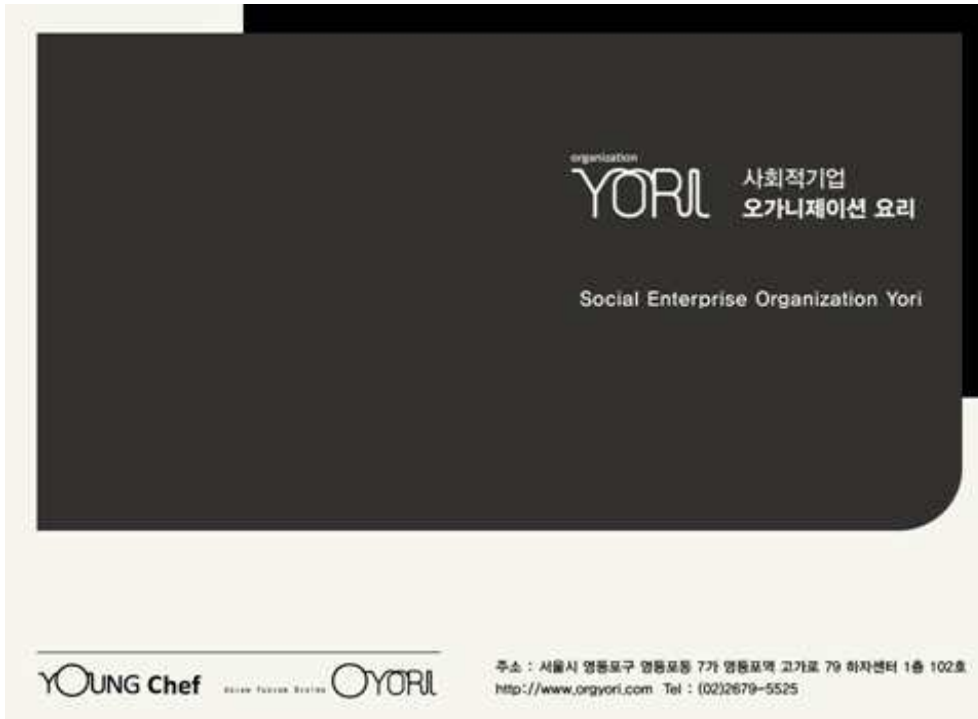 organization
YORI
사회적기업
오가니제이션 요리
Social Enterprise Organization Yori
YOUNG Chef
OYORI
주소 : 서울시 영등포구 영등포동 7가 영등포역 고가로 79 하자센터 1층 102호
http://www.orgyori.com Tel : (02)2679-5525